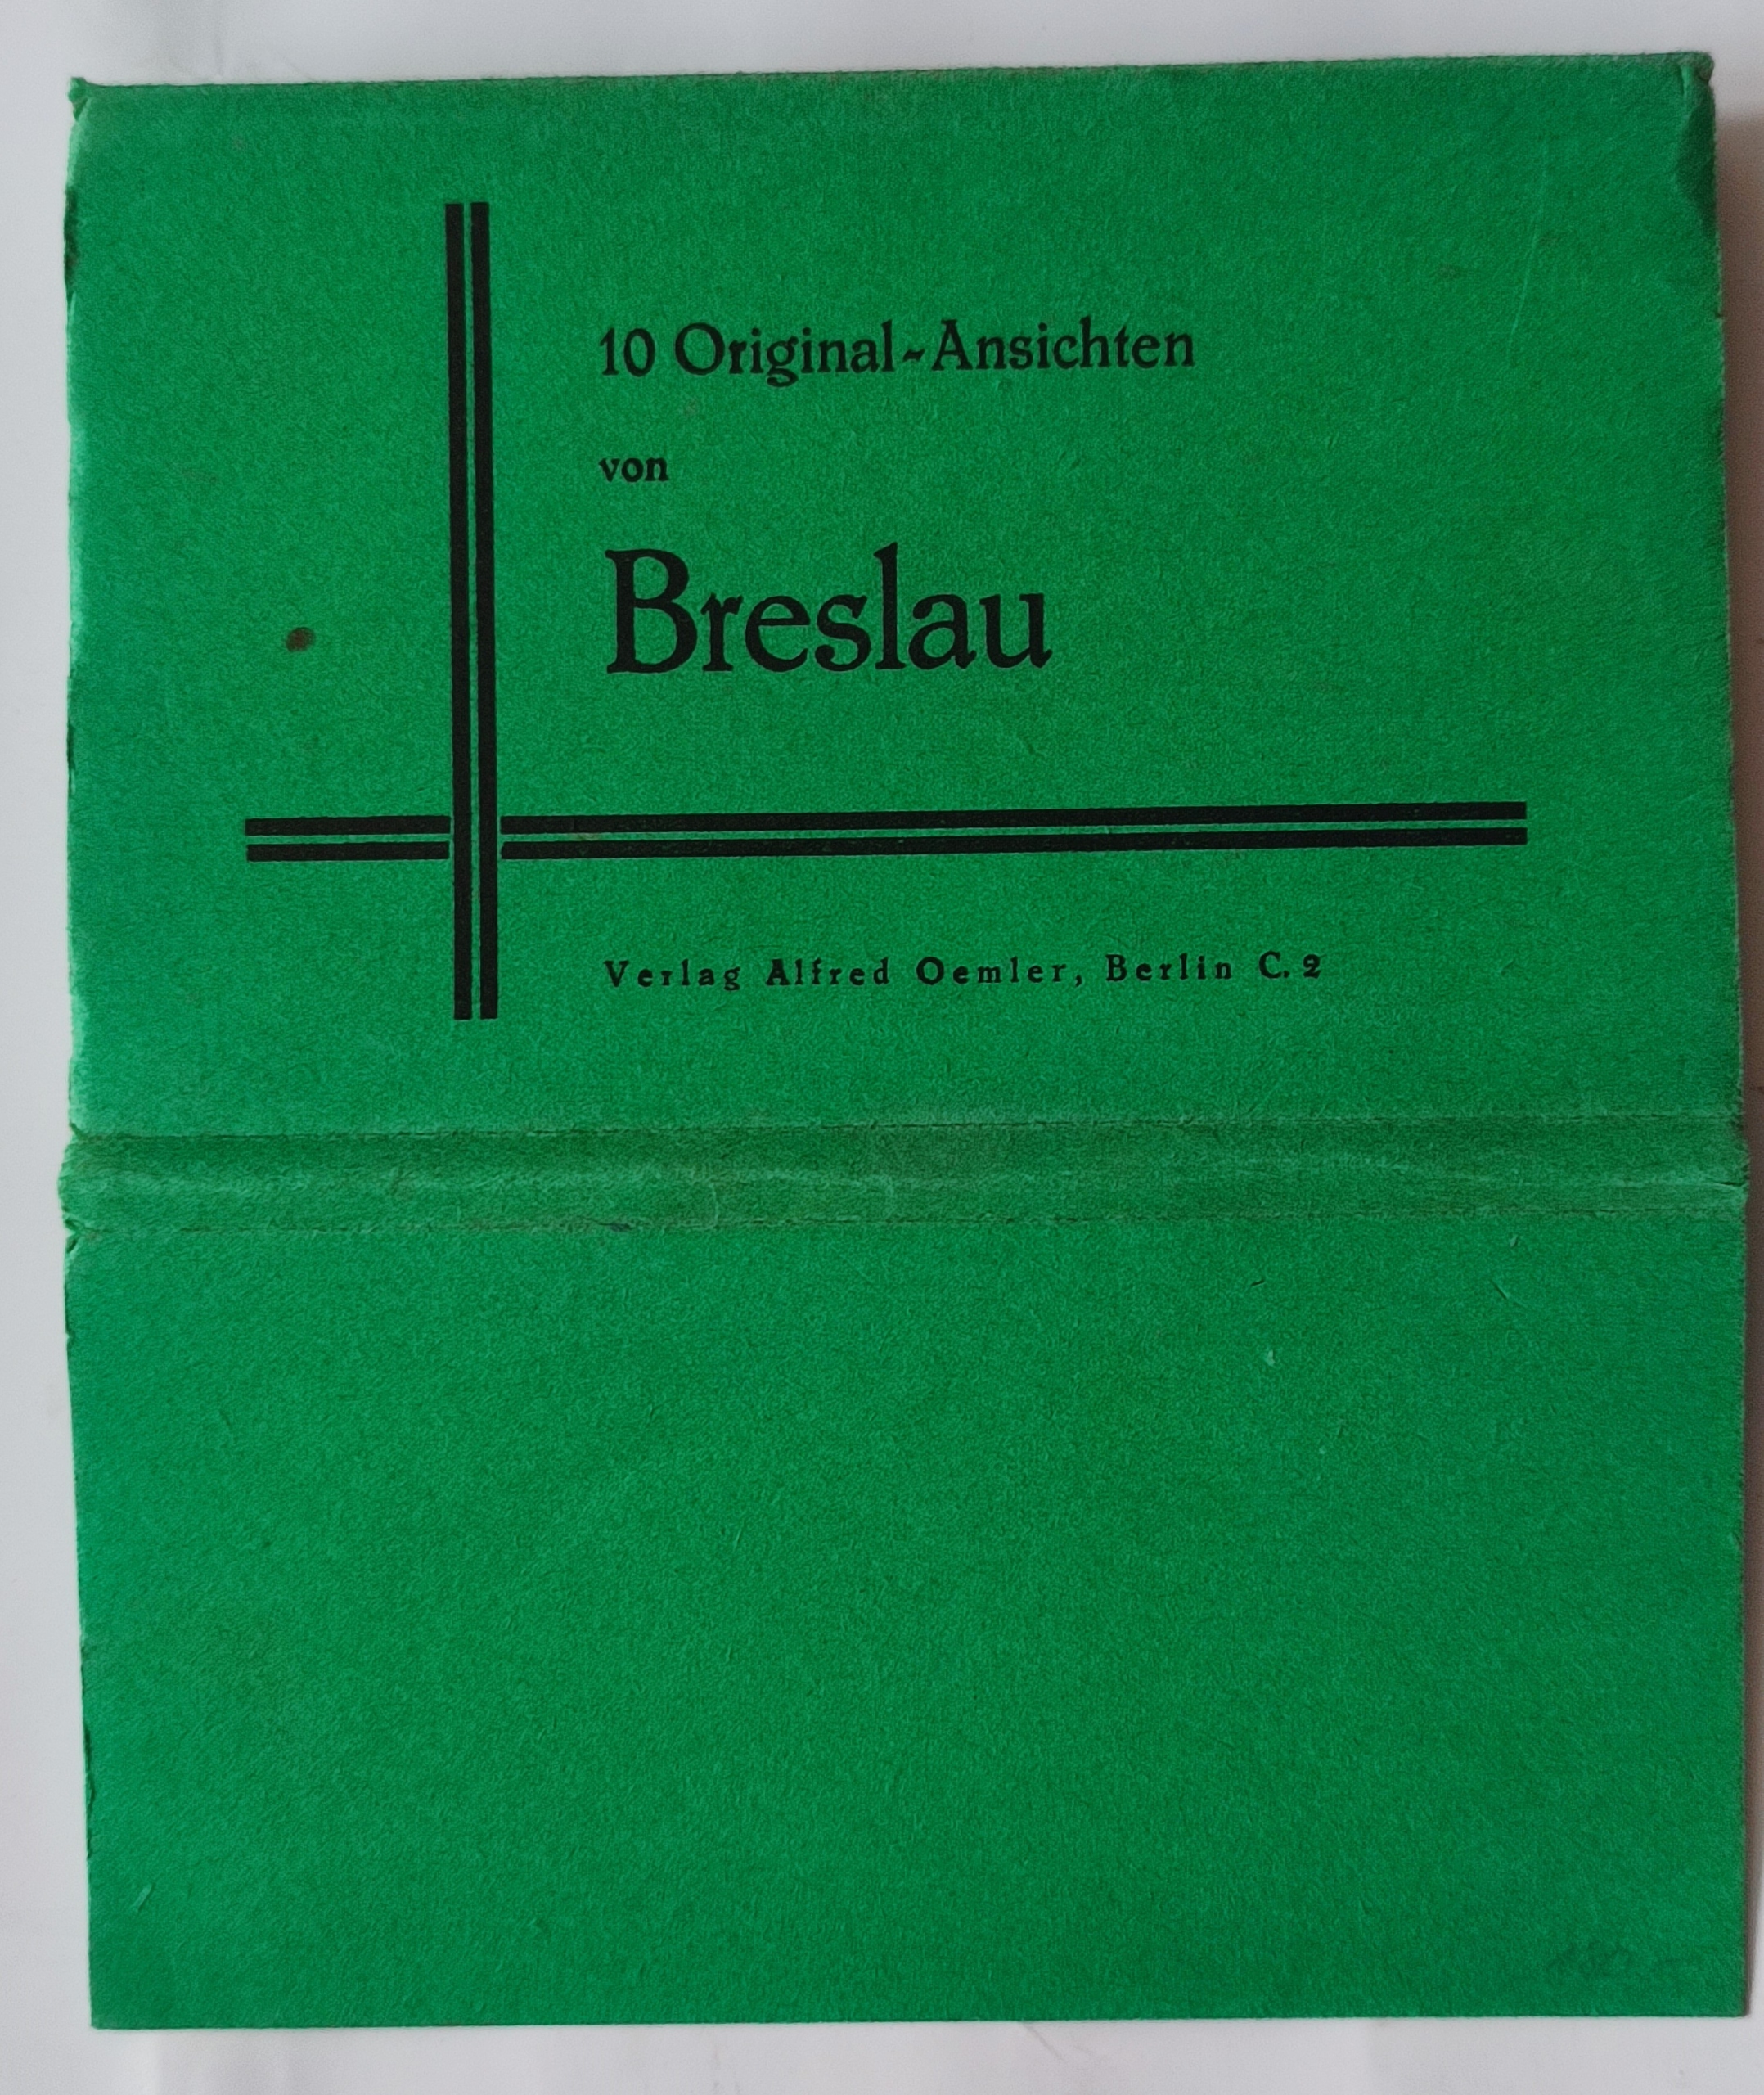 10 Original-Ansichten
von
Breslau
Verlag Alfred Oemler, Berlin C. 2